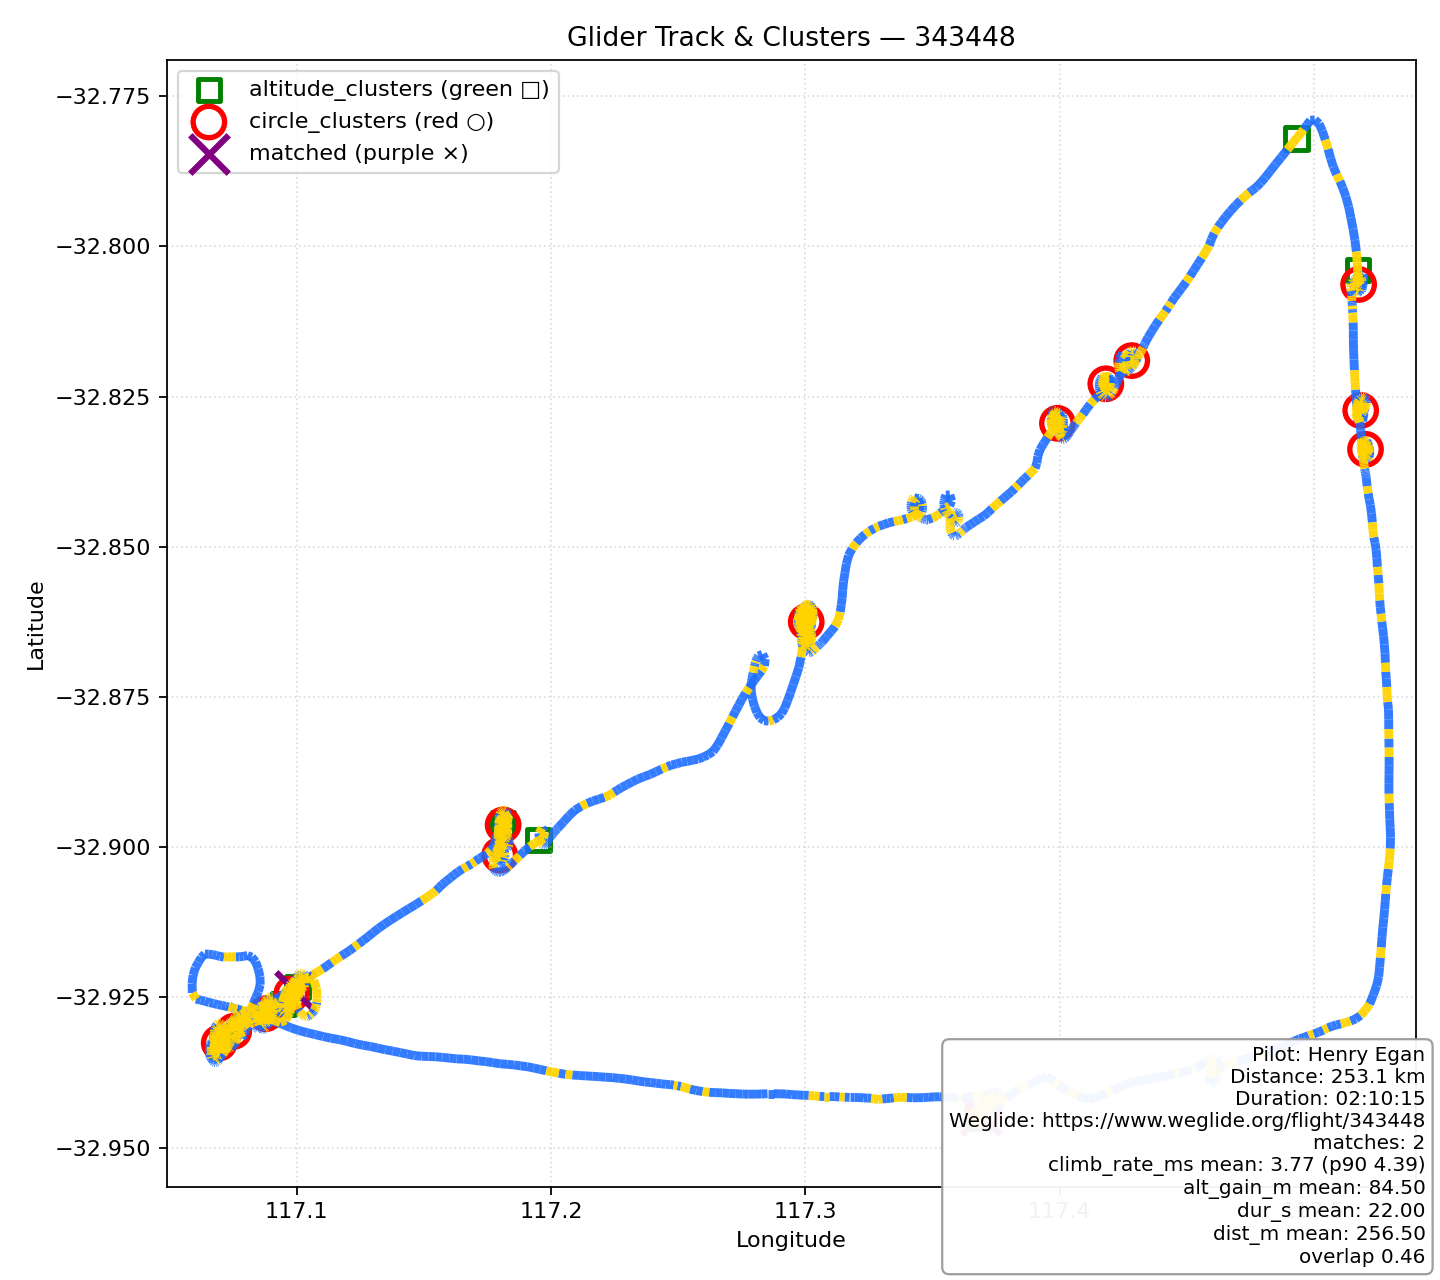 Glider Track & Clusters — 343448
altitude_clusters (green □)
circle_clusters (red ○)
matched (purple ×)
−32.775
−32.800
−32.825
−32.850
−32.875
−32.900
−32.925
−32.950
Latitude
117.1
117.2
117.3
117.4
Longitude
Pilot: Henry Egan
Distance: 253.1 km
Duration: 02:10:15
Weglide: https://www.weglide.org/flight/343448
matches: 2
climb_rate_ms mean: 3.77 (p90 4.39)
alt_gain_m mean: 84.50
dur_s mean: 22.00
dist_m mean: 256.50
overlap 0.46